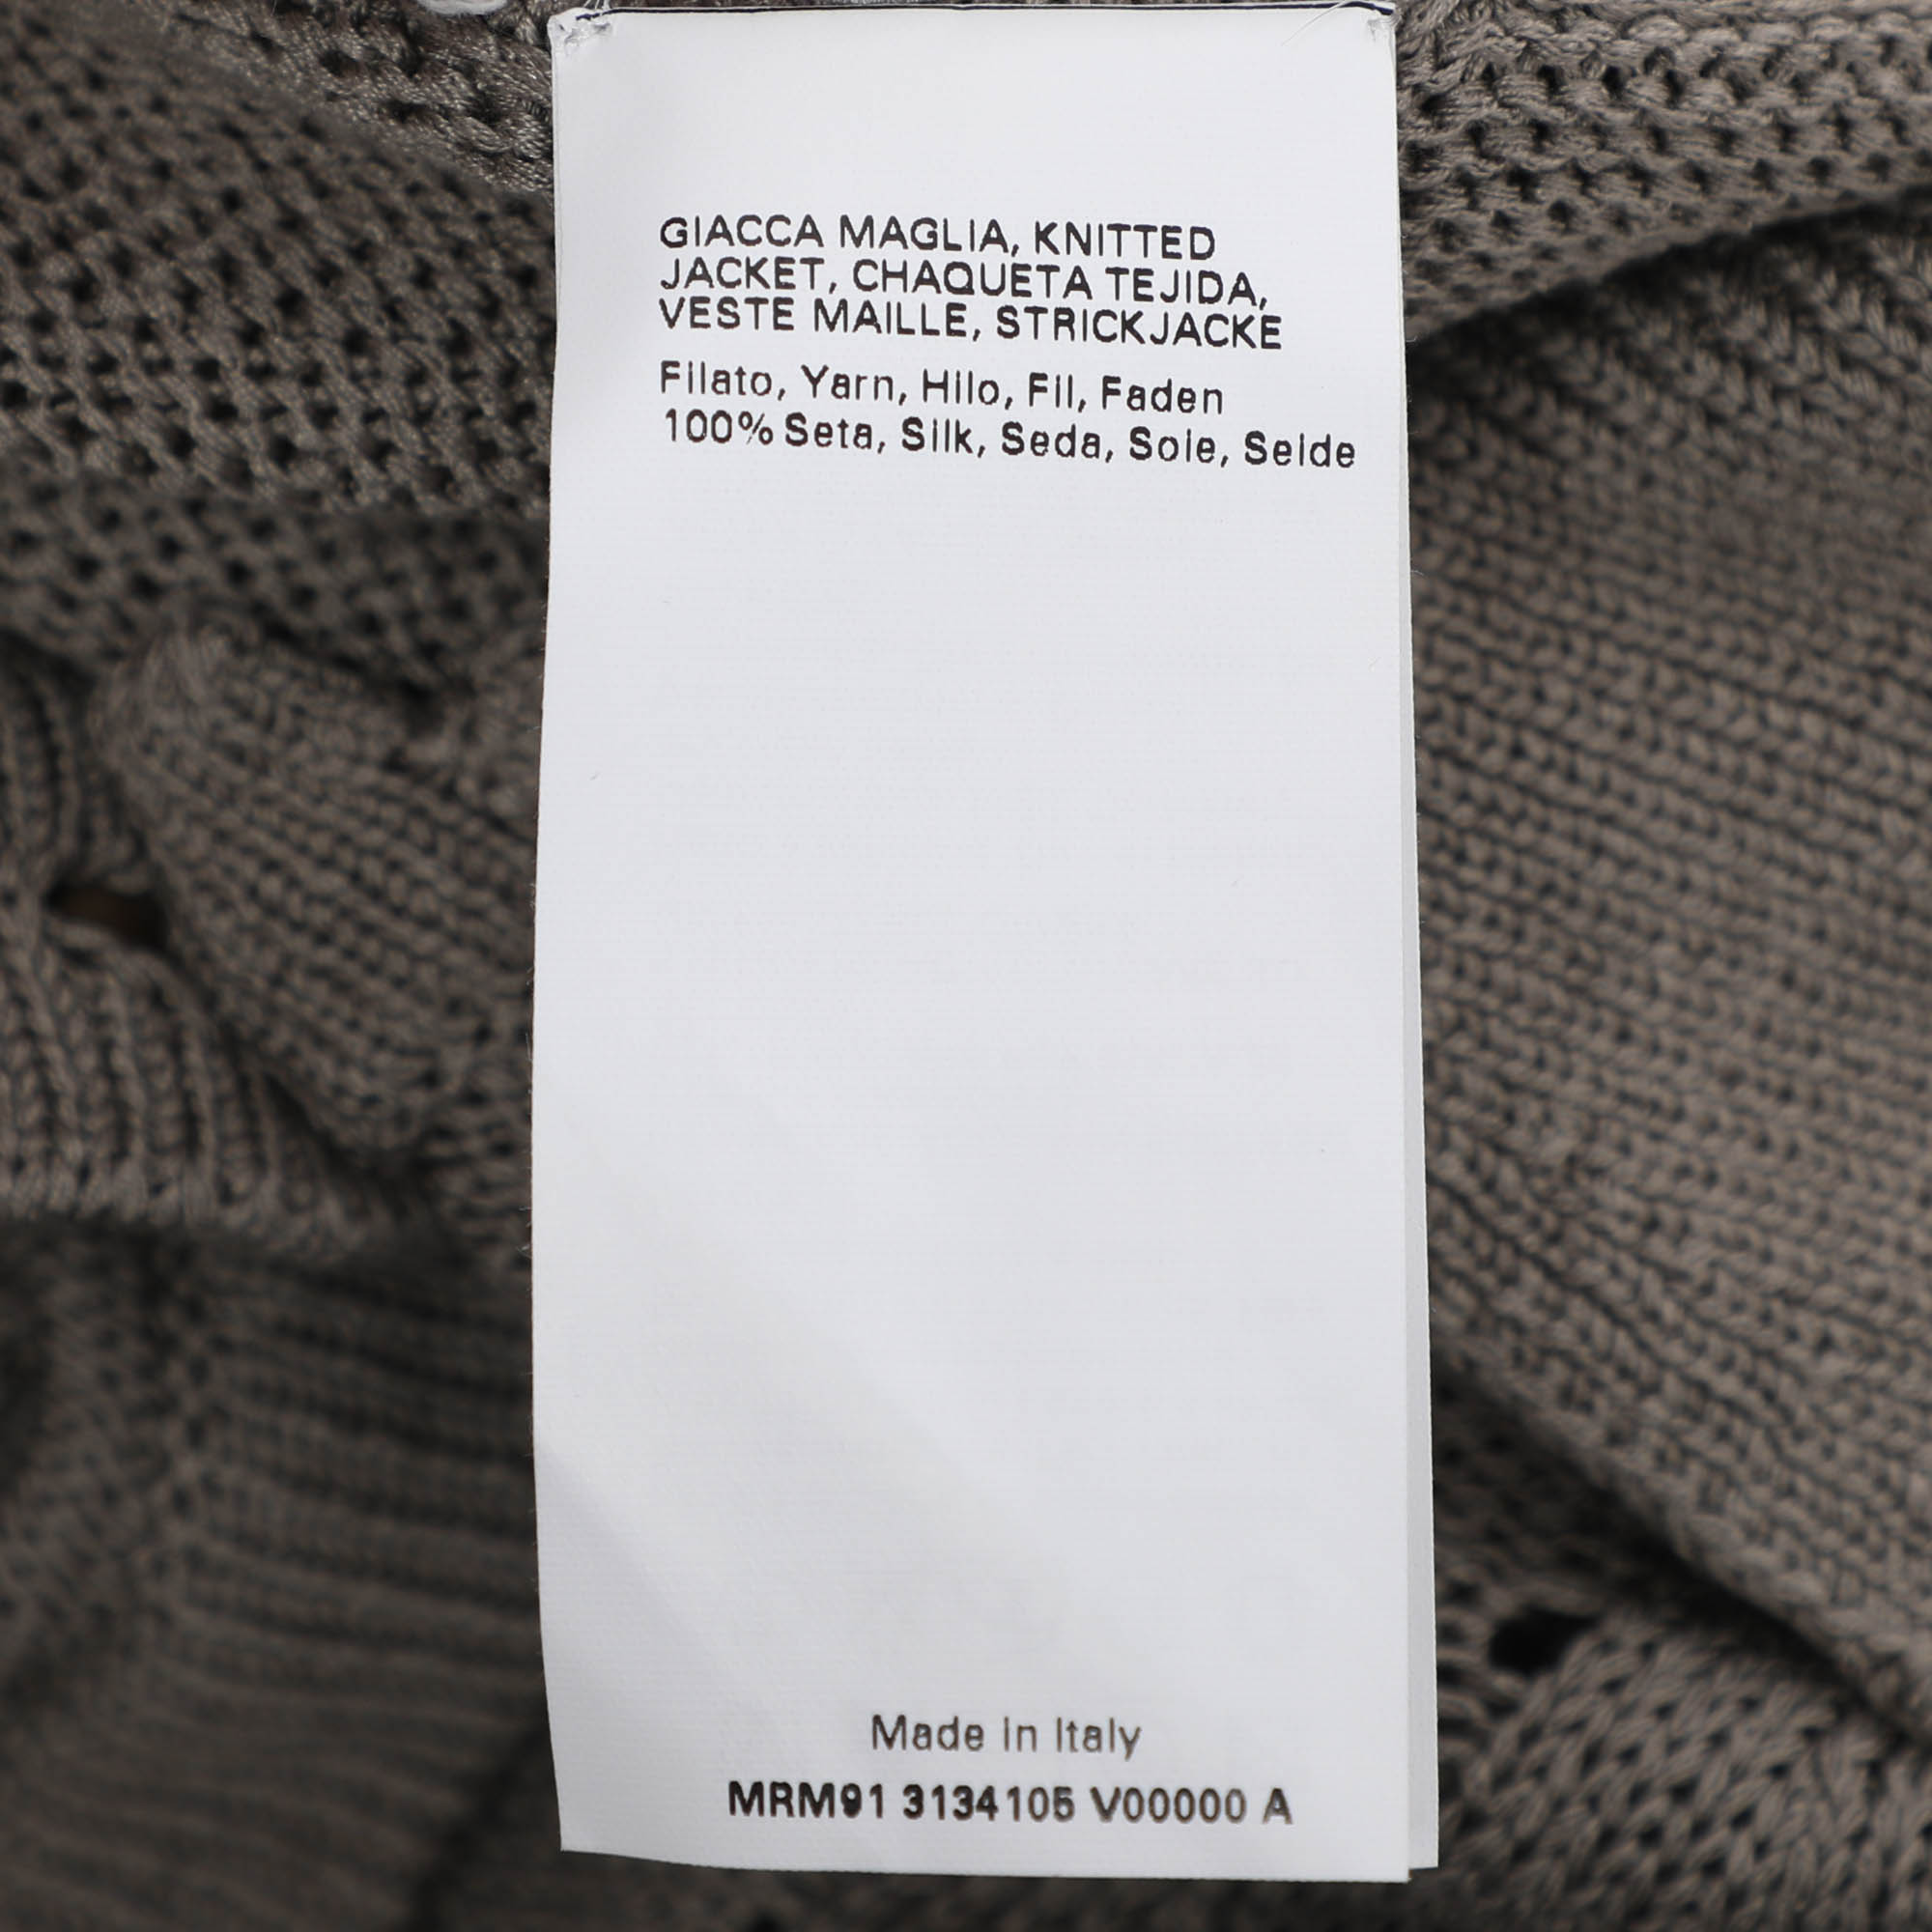 GIACCA MAGLIA, KNITTED
JACKET, CHAQUETA TEJIDA,
VESTE MAILLE, STRICKJACKE
Filato, Yarn, Hilo, Fil, Faden
100% Seta, Silk, Seda, Soie, Seide
Made in Italy
MRM91 3134105 V00000 A